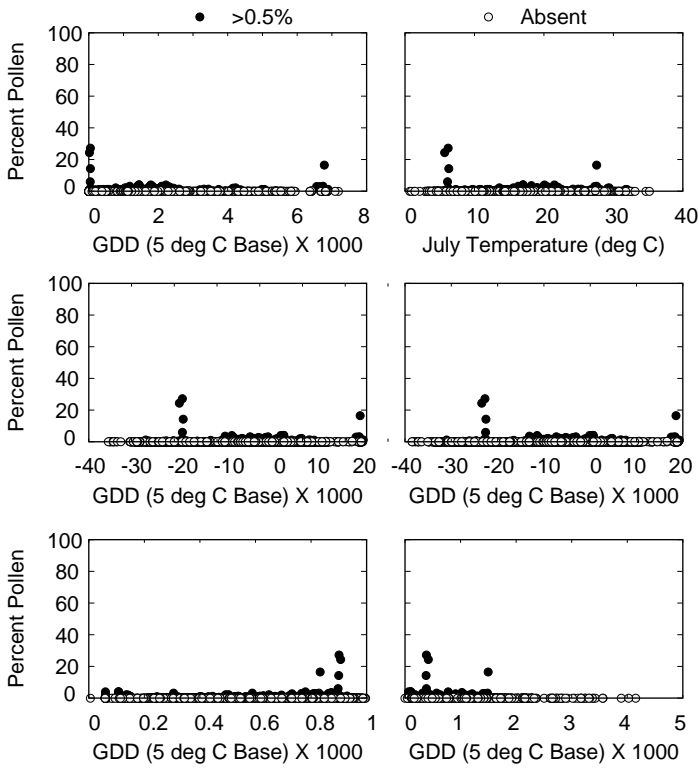 >0.5% Absent
Percent Pollen
100
80
60
40
20
0
0 2 4 6 8
GDD (5 deg C Base) X 1000
0 10 20 30 40
July Temperature (deg C)
Percent Pollen
100
80
60
40
20
0
-40 -30 -20 -10 0 10 20
GDD (5 deg C Base) X 1000
-40 -30 -20 -10 0 10 20
GDD (5 deg C Base) X 1000
Percent Pollen
100
80
60
40
20
0
0 0.2 0.4 0.6 0.8 1
GDD (5 deg C Base) X 1000
0 1 2 3 4 5
GDD (5 deg C Base) X 1000